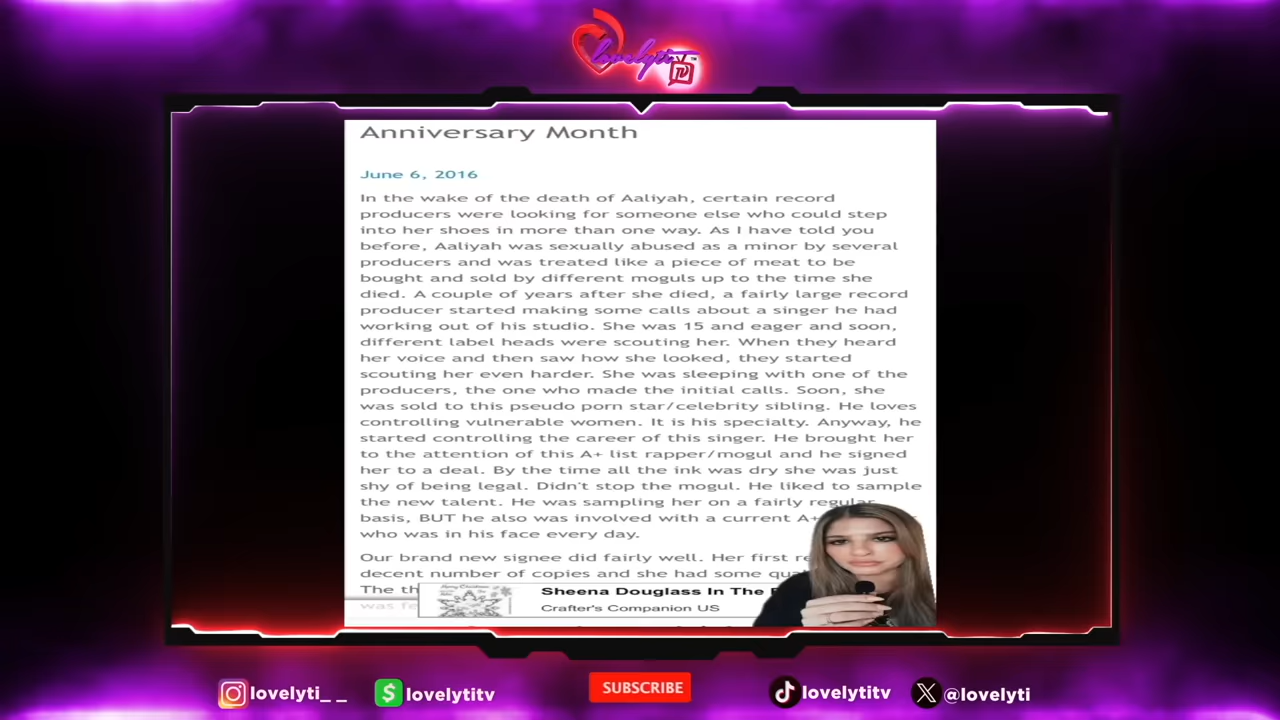 lovelyti
TV
Anniversary Month
June 6, 2016
In the wake of the death of Aaliyah, certain record
producers were looking for someone else who could step
into her shoes in more than one way. As I have told you
before, Aaliyah was sexually abused as a minor by several
producers and was treated like a piece of meat to be
bought and sold by different moguls up to the time she
died. A couple of years after she died, a fairly large record
producer started making some calls about a singer he had
working out of his studio. She was 15 and eager and soon,
different label heads were scouting her. When they heard
her voice and then saw how she looked, they started
scouting her even harder. She was sleeping with one of the
producers, the one who made the initial calls. Soon, she
was sold to this pseudo porn star/celebrity sibling. He loves
controlling vulnerable women. It is his specialty. Anyway, he
started controlling the career of this singer. He brought her
to the attention of this A+ list rapper/mogul and he signed
her to a deal. By the time all the ink was dry she was just
shy of being legal. Didn't stop the mogul. He liked to sample
the new talent. He was sampling her on a fairly regular
basis, BUT he also was involved with a current A+
who was in his face every day.
Our brand new signee did fairly well. Her first
decent number of copies and she had some
The
was
Sheena Douglass In The
Crafter's Companion US
lovelyti_ _
lovelytitv
SUBSCRIBE
lovelytitv
@lovelyti